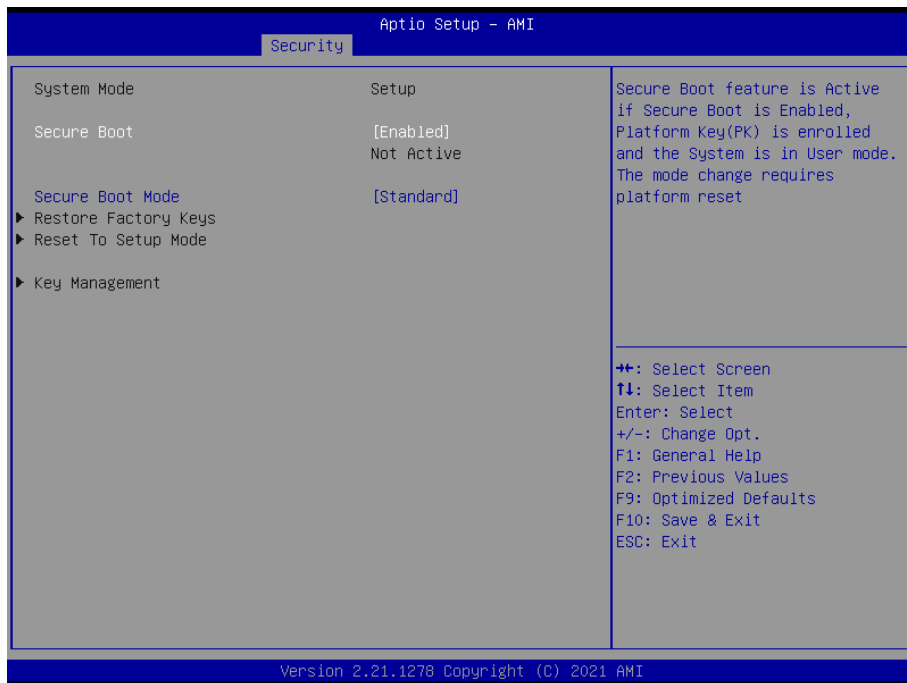 Aptio Setup – AMI
Security
System Mode Setup
Secure Boot [Enabled]
Not Active
Secure Boot Mode [Standard]
▶ Restore Factory Keys
▶ Reset To Setup Mode
▶ Key Management
Secure Boot feature is Active
if Secure Boot is Enabled,
Platform Key(PK) is enrolled
and the System is in User mode.
The mode change requires
platform reset
→←: Select Screen
↑↓: Select Item
Enter: Select
+/-: Change Opt.
F1: General Help
F2: Previous Values
F9: Optimized Defaults
F10: Save & Exit
ESC: Exit
Version 2.21.1278 Copyright (C) 2021 AMI